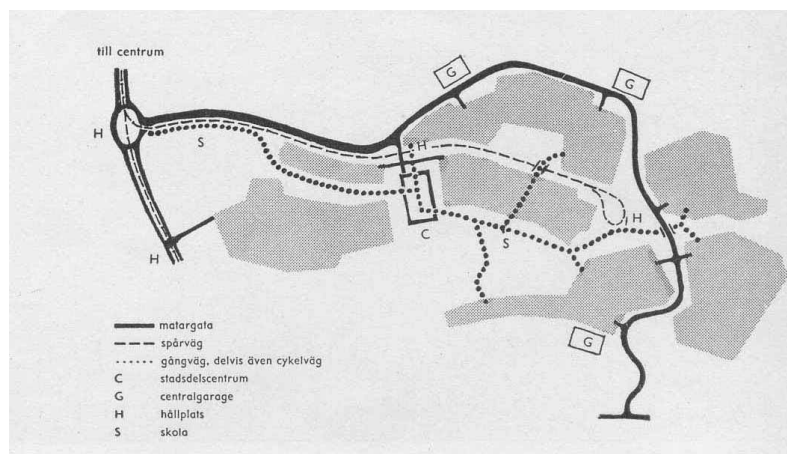 till centrum
G
G
H
S
H
H
C
S
H
G
matargata
spårväg
gångväg, delvis även cykelväg
C stadsdelscentrum
G centralgarage
H hållplats
S skola